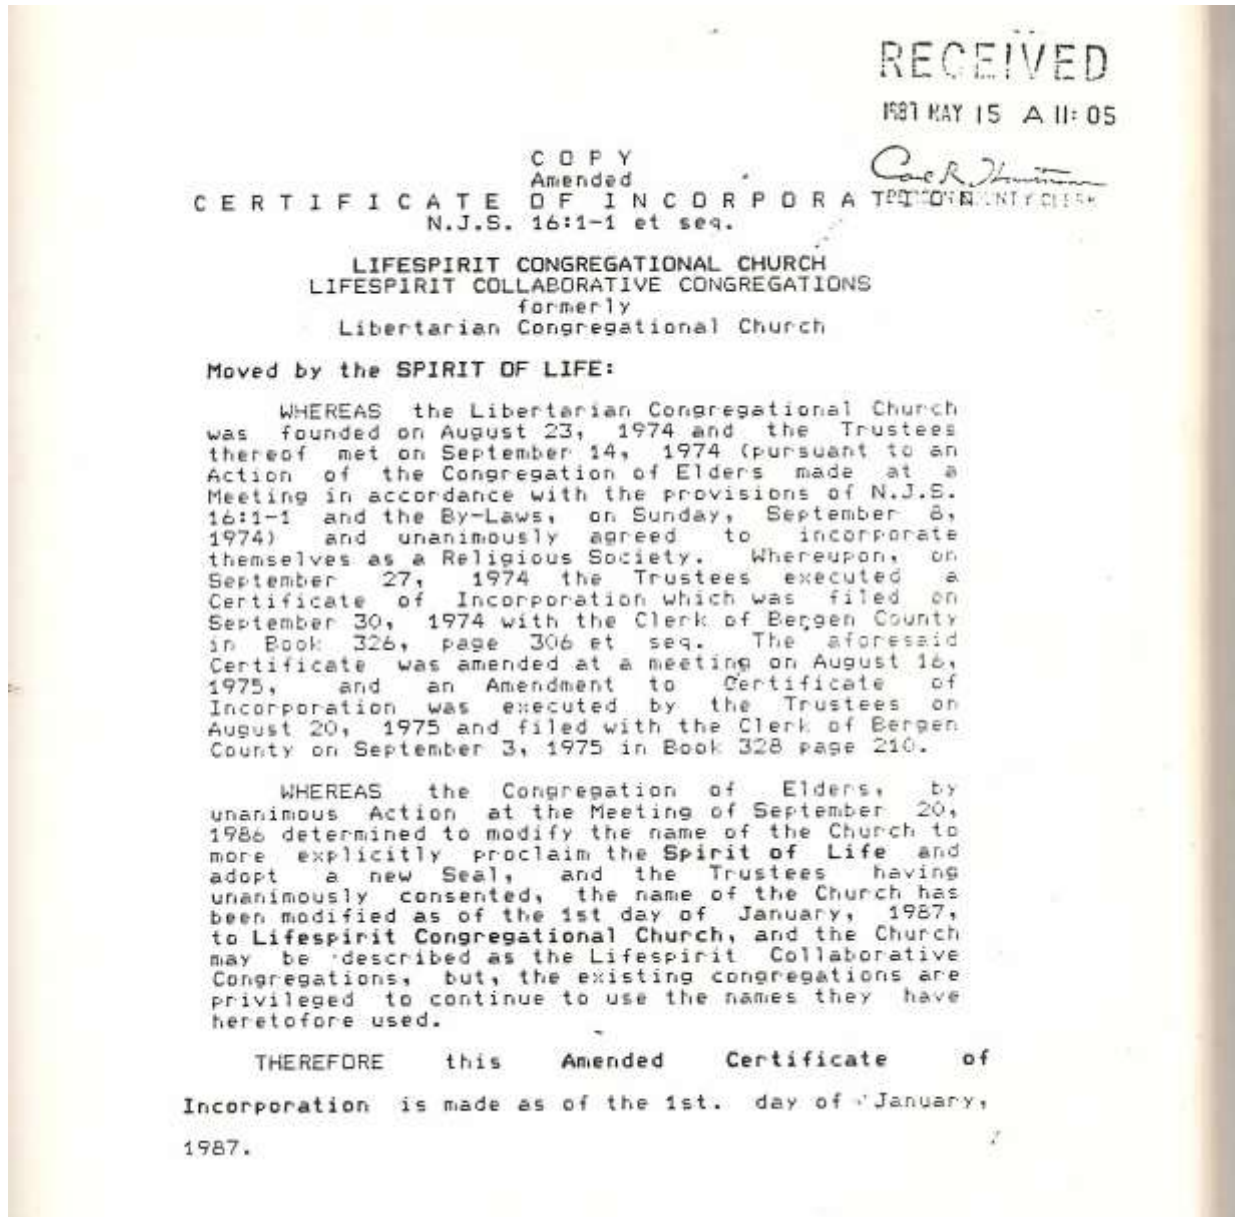 RECEIVED
1987 MAY 15 A 11: 05
COPY
Amended
CERTIFICATE OF INCORPORATION
COUNTY CLERK
N.J.S. 16:1-1 et seq.
LIFESPIRIT CONGREGATIONAL CHURCH
LIFESPIRIT COLLABORATIVE CONGREGATIONS
formerly
Libertarian Congregational Church
Moved by the SPIRIT OF LIFE:
WHEREAS the Libertarian Congregational Church
was founded on August 23, 1974 and the Trustees
thereof met on September 14, 1974 (pursuant to an
Action of the Congregation of Elders made at a
Meeting in accordance with the provisions of N.J.S.
16:1-1 and the By-Laws, on Sunday, September 8,
1974) and unanimously agreed to incorporate
themselves as a Religious Society. Whereupon, on
September 27, 1974 the Trustees executed a
Certificate of Incorporation which was filed on
September 30, 1974 with the Clerk of Bergen County
in Book 326, page 306 et seq. The aforesaid
Certificate was amended at a meeting on August 16,
1975, and an Amendment to Certificate of
Incorporation was executed by the Trustees on
August 20, 1975 and filed with the Clerk of Bergen
County on September 3, 1975 in Book 328 page 210.
WHEREAS the Congregation of Elders, by
unanimous Action at the Meeting of September 20,
1986 determined to modify the name of the Church to
more explicitly proclaim the Spirit of Life and
adopt a new Seal, and the Trustees having
unanimously consented, the name of the Church has
been modified as of the 1st day of January, 1987,
to Lifespirit Congregational Church, and the Church
may be described as the Lifespirit Collaborative
Congregations, but, the existing congregations are
privileged to continue to use the names they have
heretofore used.
THEREFORE this Amended Certificate of
Incorporation is made as of the 1st. day of January,
1987.